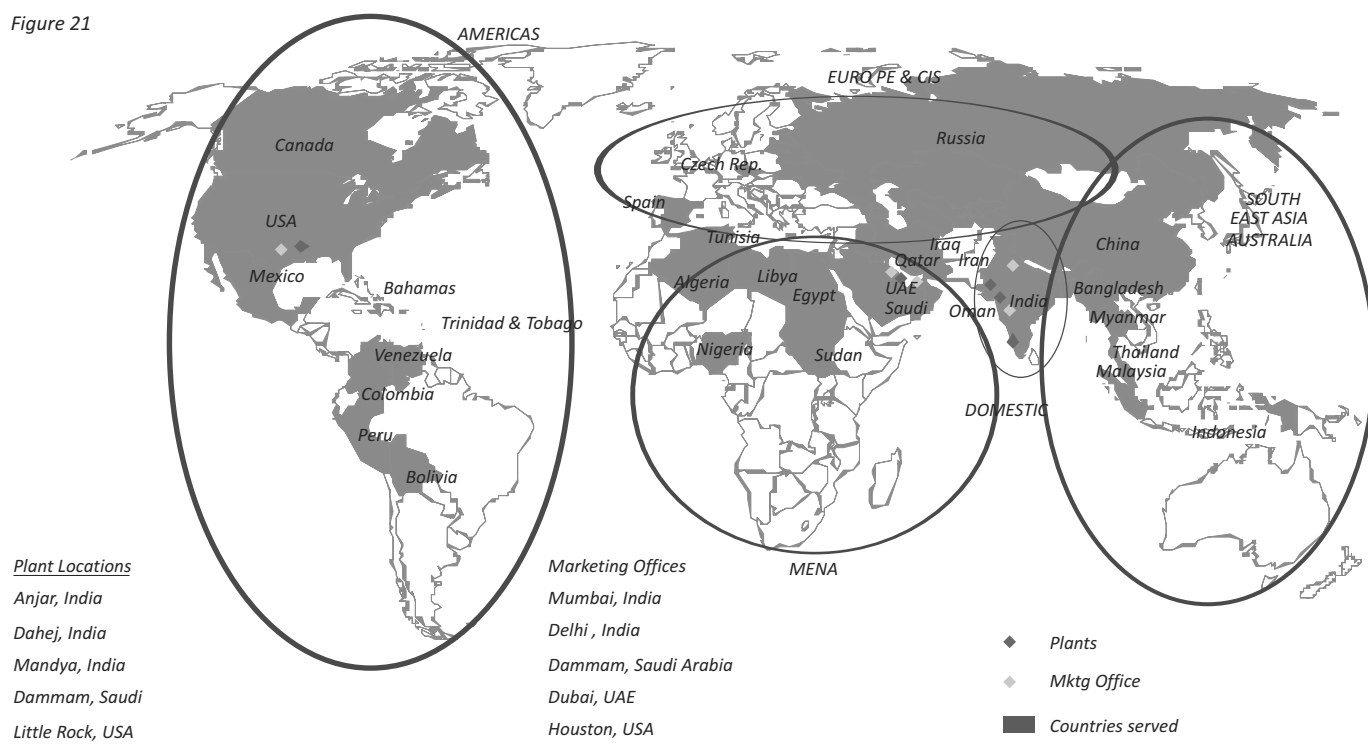 Figure 21
AMERICAS
EURO PE & CIS
Canada
Russia
Czech Rep.
Spain
SOUTH
EAST ASIA
AUSTRALIA
USA
Tunisia
Iraq
China
Qatar
Iran
Mexico
Algeria
Libya
Bahamas
Egypt
UAE
Saudi
Oman
India
Bangladesh
Myanmar
Trinidad & Tobago
Venezuela
Nigeria
Sudan
Thailand
Malaysia
Colombia
DOMESTIC
Peru
Indonesia
Bolivia
MENA
Plant Locations
Anjar, India
Dahej, India
Mandya, India
Dammam, Saudi
Little Rock, USA
Marketing Offices
Mumbai, India
Delhi , India
Dammam, Saudi Arabia
Dubai, UAE
Houston, USA
Plants
Mktg Office
Countries served